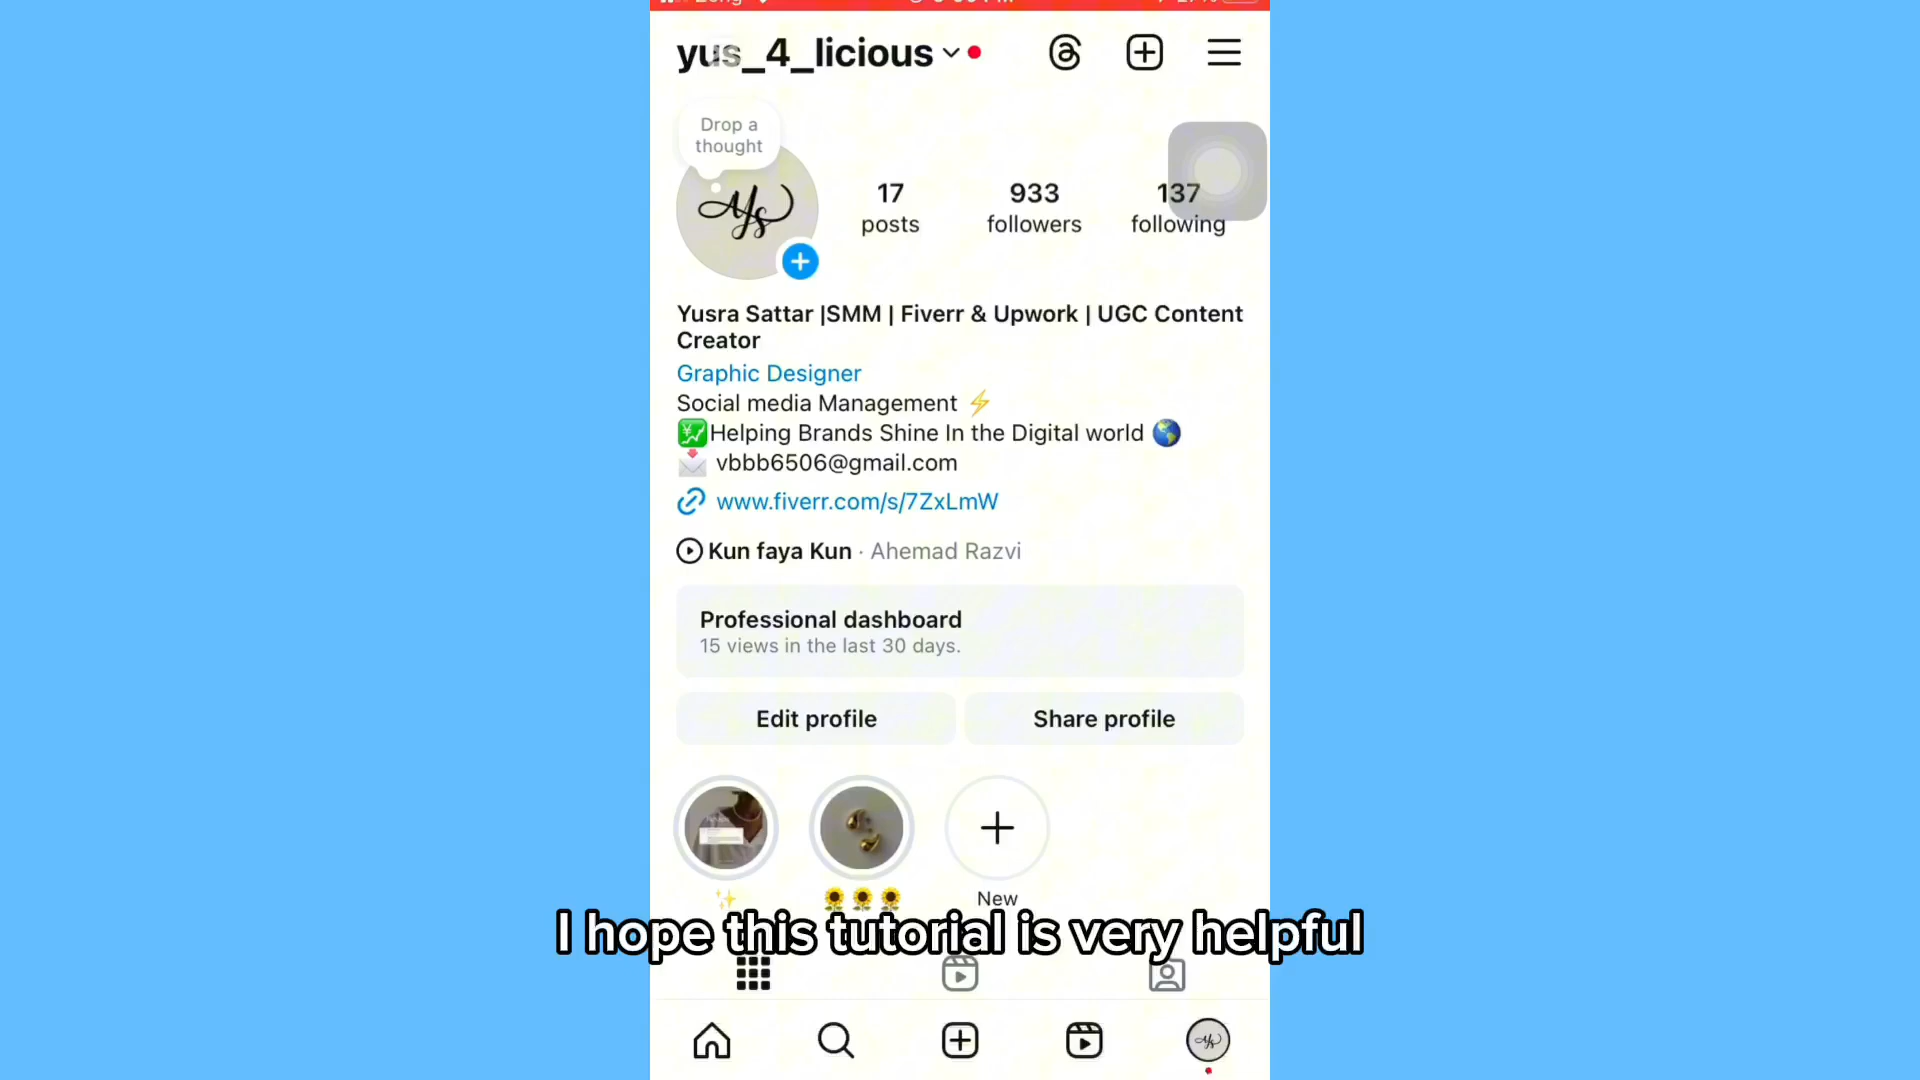 yus_4_licious
Drop a
thought
17
posts
933
followers
137
following
Yusra Sattar |SMM | Fiverr & Upwork | UGC Content
Creator
Graphic Designer
Social media Management ⚡
💹Helping Brands Shine In the Digital world 🌎
📩 vbbb6506@gmail.com
www.fiverr.com/s/7ZxLmW
Kun faya Kun · Ahemad Razvi
Professional dashboard
15 views in the last 30 days.
Edit profile
Share profile
✨
🌻🌻🌻
New
I hope this tutorial is very helpful